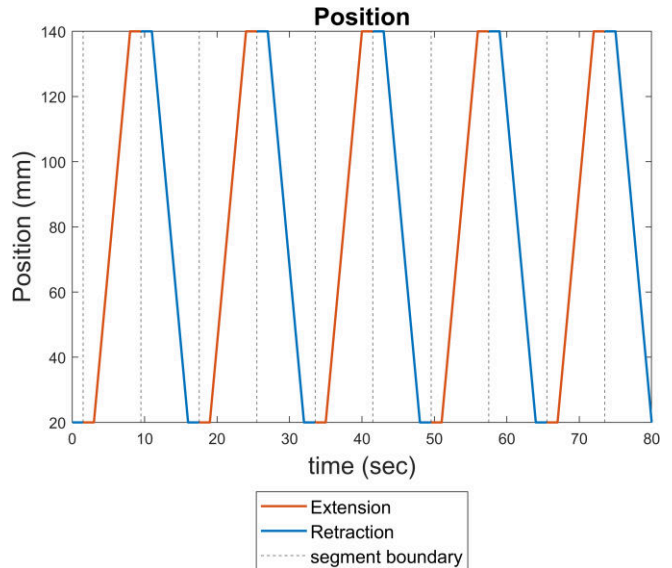 Position
140
120
100
80
60
40
20
Position (mm)
0 10 20 30 40 50 60 70 80
time (sec)
Extension
Retraction
segment boundary